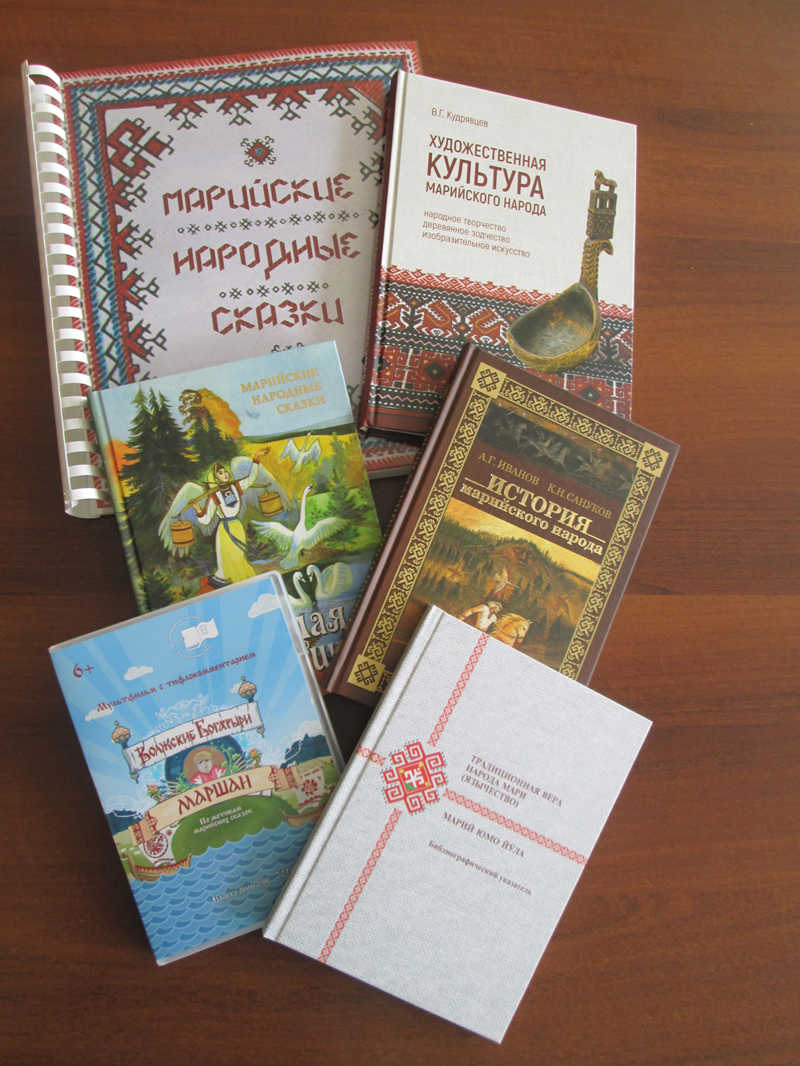 МАРИЙСКИЕ
НАРОДНЫЕ
СКАЗКИ
В.Г. Кудрявцев
ХУДОЖЕСТВЕННАЯ
КУЛЬТУРА
МАРИЙСКОГО НАРОДА
народное творчество
деревянное зодчество
изобразительное искусство
МАРИЙСКИЕ
НАРОДНЫЕ
СКАЗКИ
А.Г. ИВАНОВ К.Н. САНУКОВ
ИСТОРИЯ
марийского народа
6+
Мультфильм с тифлокомментарием
Волжские Богатыри
МАРШАН
По мотивам
марийских сказок
ТРАДИЦИОННАЯ ВЕРА
НАРОДА МАРИ
(ЯЗЫЧЕСТВО)
МАРИЙ ЮМО ЙӰЛА
Библиографический указатель